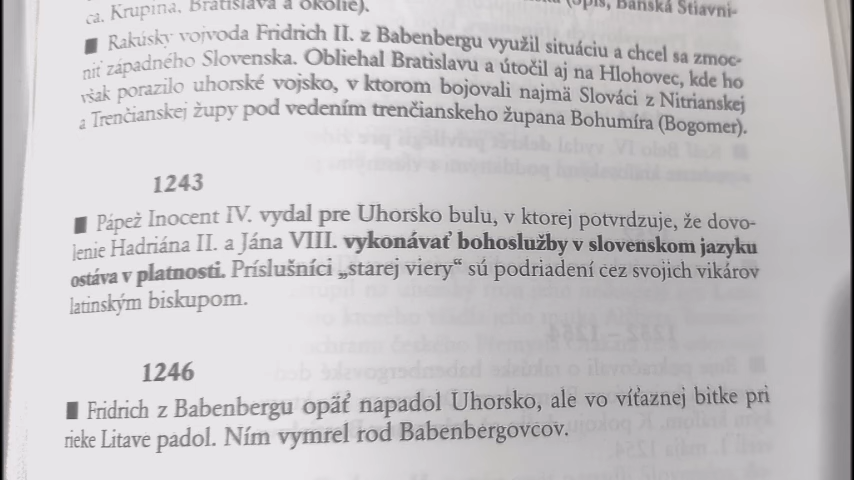 ca. Krupina. Bratislava a okolie). (opis, Banská Štiavni-
■ Rakúsky vojvoda Fridrich II. z Babenbergu využil situáciu a chcel sa zmoc-
niť západného Slovenska. Obliehal Bratislavu a útočil aj na Hlohovec, kde ho
však porazilo uhorské vojsko, v ktorom bojovali najmä Slováci z Nitrianskej
a Trenčianskej župy pod vedením trenčianskeho župana Bohumíra (Bogomer).
1243
■ Pápež Inocent IV. vydal pre Uhorsko bulu, v ktorej potvrdzuje, že dovo-
lenie Hadriána II. a Jána VIII. vykonávať bohoslužby v slovenskom jazyku
ostáva v platnosti. Príslušníci „starej viery“ sú podriadení cez svojich vikárov
latinským biskupom.
1246
■ Fridrich z Babenbergu opäť napadol Uhorsko, ale vo víťaznej bitke pri
rieke Litave padol. Ním vymrel rod Babenbergovcov.